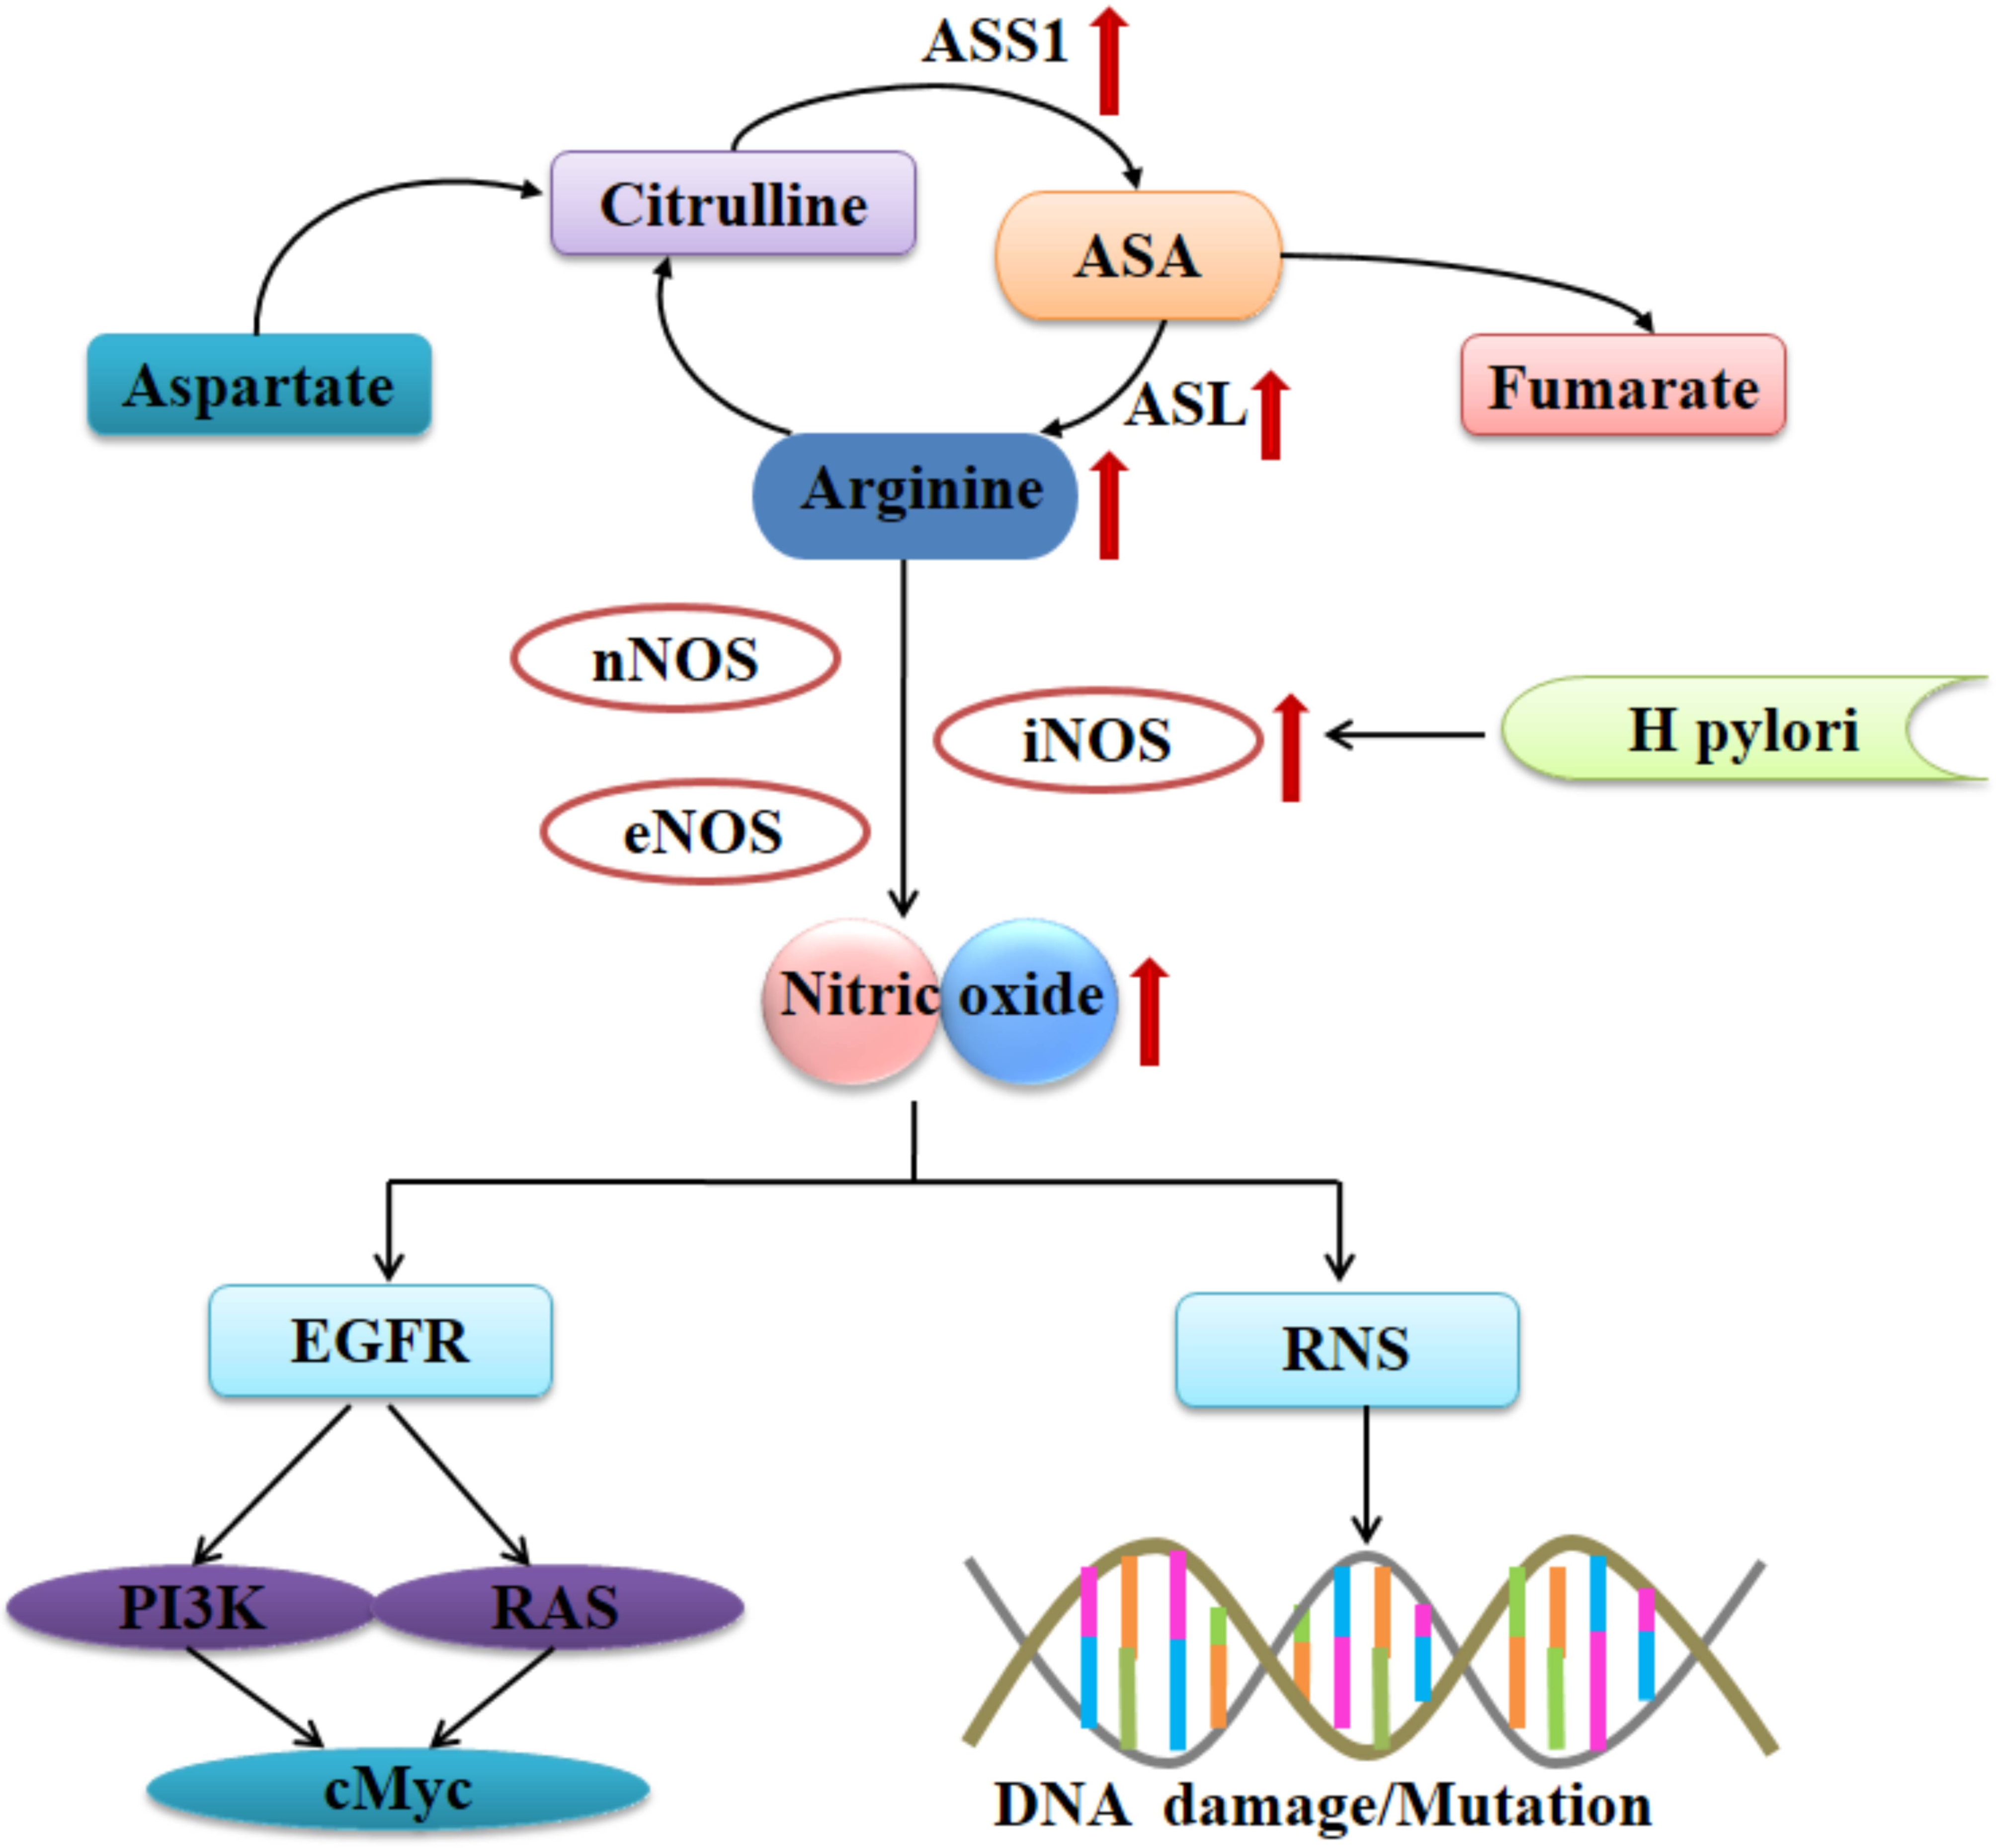 ASS1
Citrulline
ASA
Aspartate
ASL
Fumarate
Arginine
nNOS
iNOS
H pylori
eNOS
Nitric oxide
EGFR
RNS
PI3K
RAS
cMyc
DNA damage/Mutation